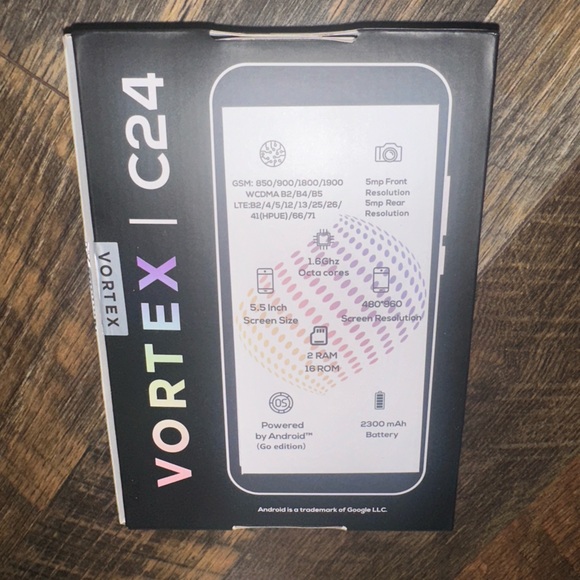 VORTEX | C24
VORTEX
GSM: 850/900/1800/1900
WCDMA B2/B4/B5
LTE:B2/4/5/12/13/25/26/
41(HPUE)/66/71
5mp Front
Resolution
5mp Rear
Resolution
1.6Ghz
Octa cores
5,5 Inch
Screen Size
480*960
Screen Resolution
2 RAM
16 ROM
OS
Powered
by Android™
(Go edition)
2300 mAh
Battery
Android is a trademark of Google LLC.